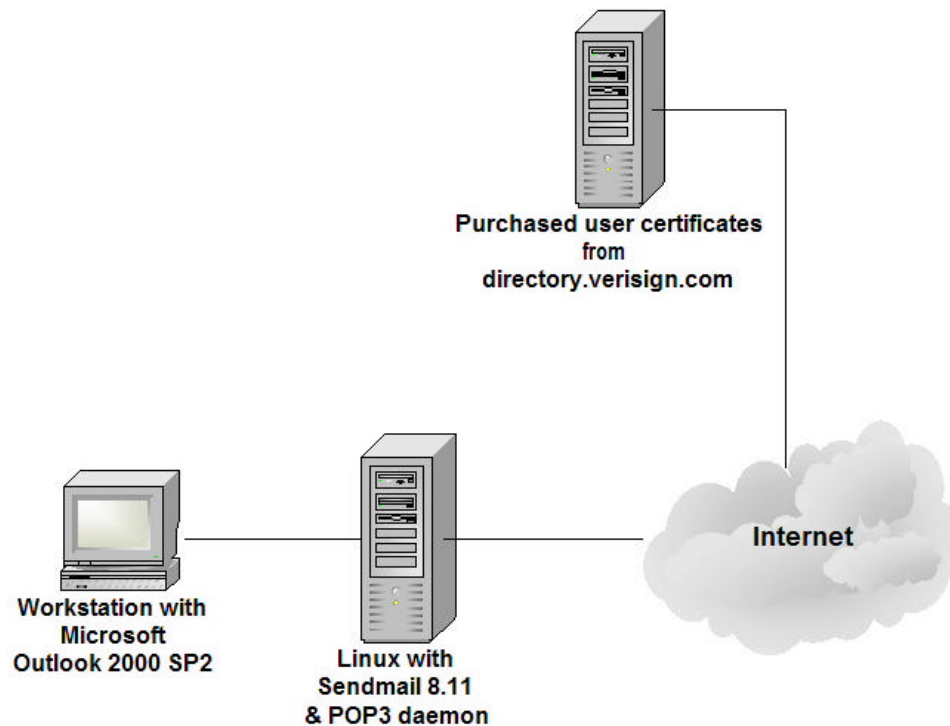 Purchased user certificates
from
directory.verisign.com
Internet
Workstation with
Microsoft
Outlook 2000 SP2
Linux with
Sendmail 8.11
& POP3 daemon